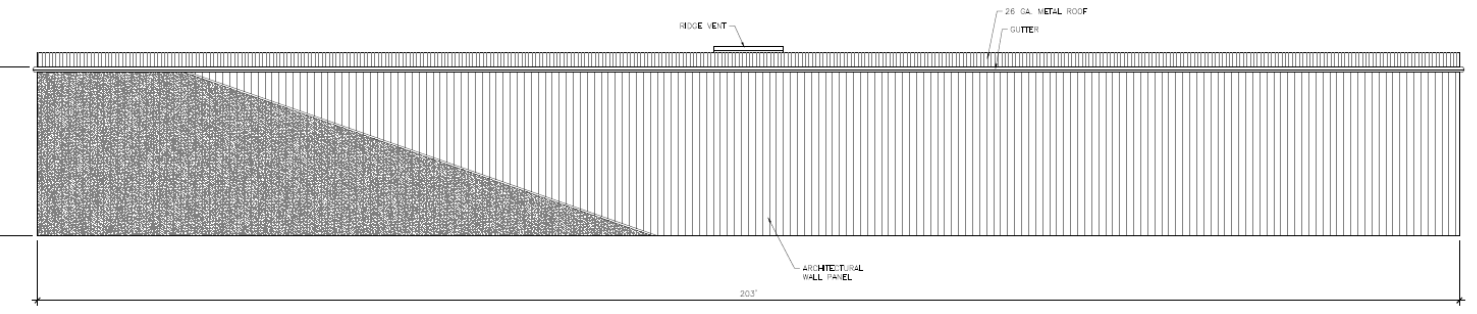 26 GA. METAL ROOF
RIDGE VENT
GUTTER
ARCHITECTURAL
WALL PANEL
203'